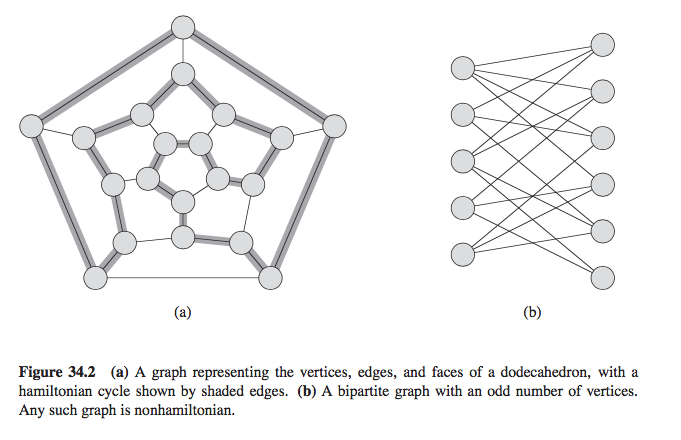 (a)
(b)
Figure 34.2 (a) A graph representing the vertices, edges, and faces of a dodecahedron, with a
hamiltonian cycle shown by shaded edges. (b) A bipartite graph with an odd number of vertices.
Any such graph is nonhamiltonian.